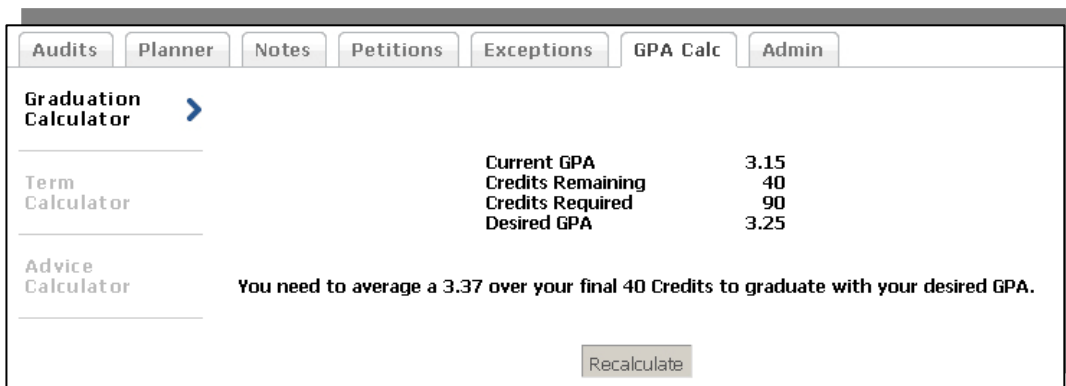 Audits Planner Notes Petitions Exceptions GPA Calc Admin
Graduation
Calculator
Term
Calculator
Advice
Calculator
Current GPA 3.15
Credits Remaining 40
Credits Required 90
Desired GPA 3.25
You need to average a 3.37 over your final 40 Credits to graduate with your desired GPA.
Recalculate